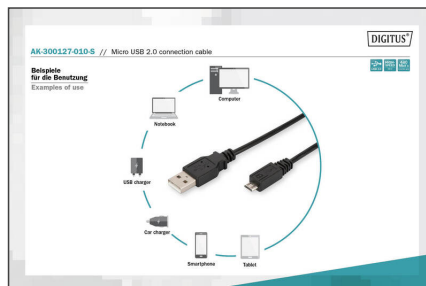 DIGITUS®
AK-300127-010-S // Micro USB 2.0 connection cable
Beispiele
für die Benutzung
Examples of use
Computer
Notebook
USB charger
Car charger
Smartphone
Tablet